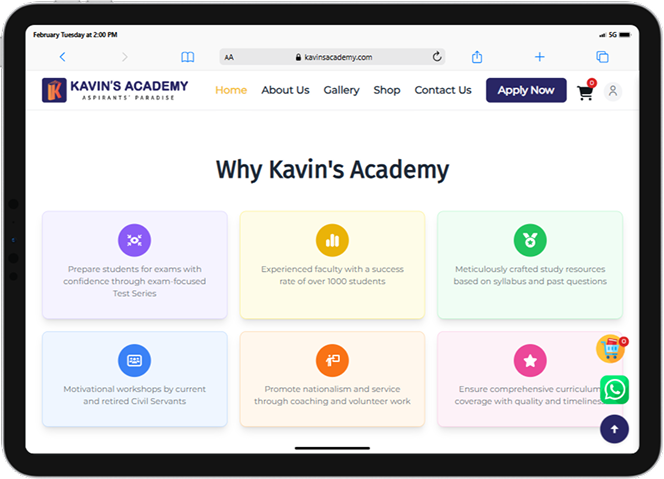 February Tuesday at 2:00 PM
5G
AA
kavinsacademy.com
KAVIN'S ACADEMY
ASPIRANTS' PARADISE
Home About Us Gallery Shop Contact Us Apply Now 0
Why Kavin's Academy
Prepare students for exams with
confidence through exam-focused
Test Series
Experienced faculty with a success
rate of over 1000 students
Meticulously crafted study resources
based on syllabus and past questions
Motivational workshops by current
and retired Civil Servants
Promote nationalism and service
through coaching and volunteer work
Ensure comprehensive curriculum
coverage with quality and
0